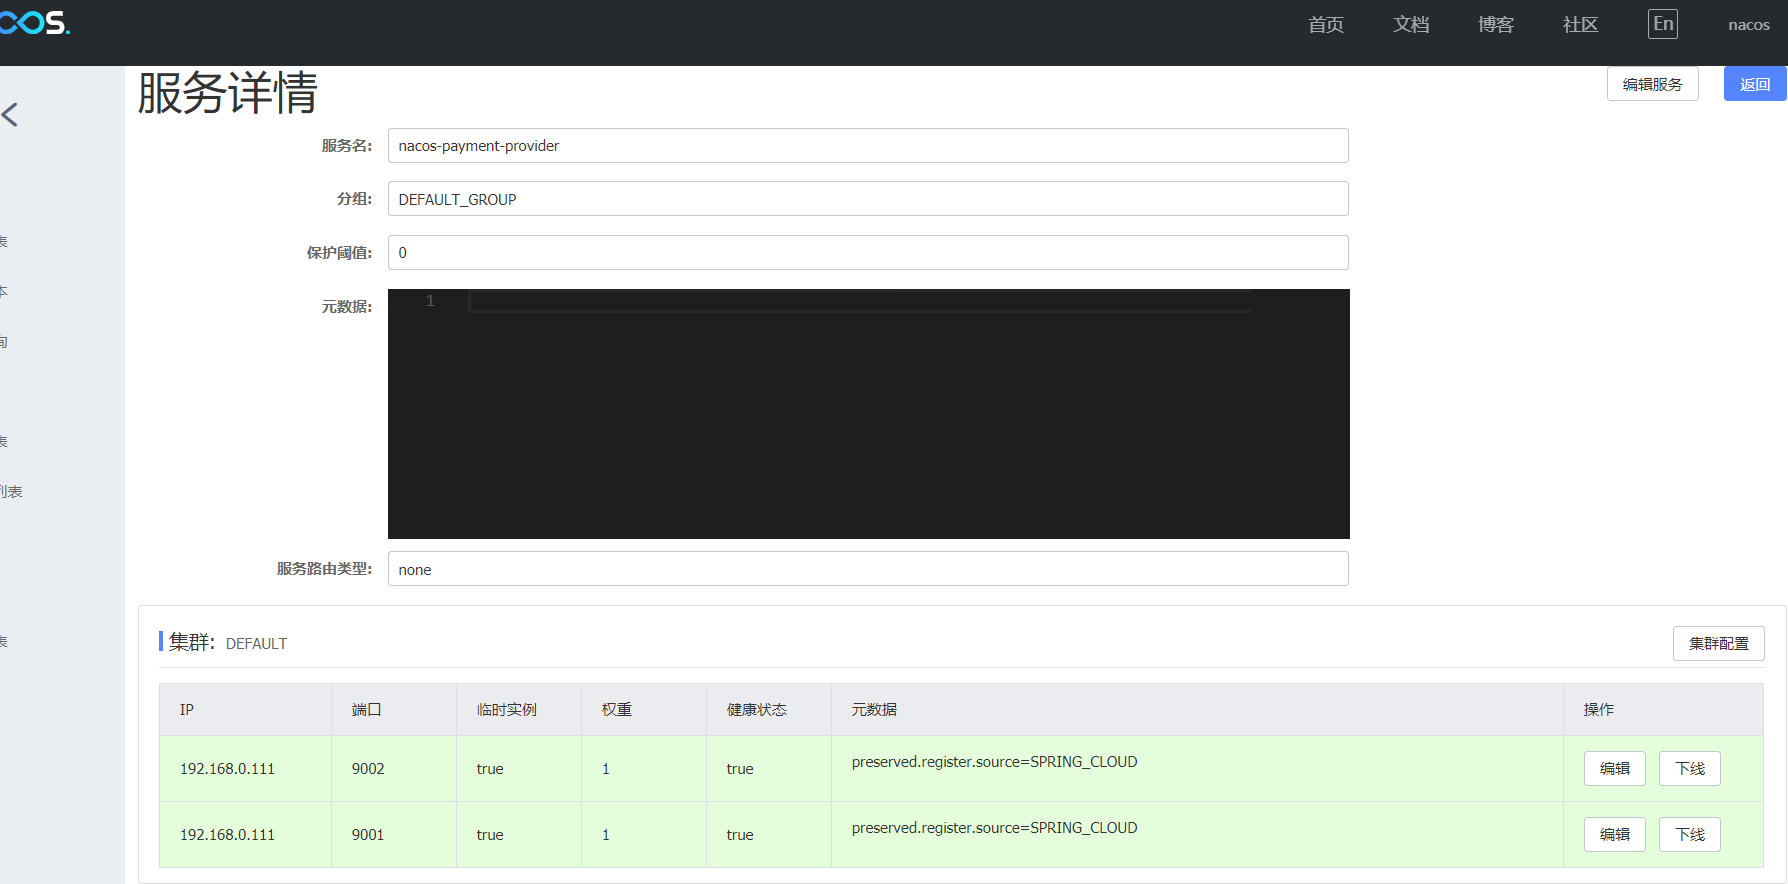 cos.
首页 文档 博客 社区 En nacos
服务详情
编辑服务 返回
服务名: nacos-payment-provider
分组: DEFAULT_GROUP
表
保护阈值: 0
本
元数据: 1
询
表
列表
服务路由类型: none
集群: DEFAULT
表
集群配置
IP 端口 临时实例 权重 健康状态 元数据 操作
192.168.0.111 9002 true 1 true preserved.register.source=SPRING_CLOUD 编辑 下线
192.168.0.111 9001 true 1 true preserved.register.source=SPRING_CLOUD 编辑 下线